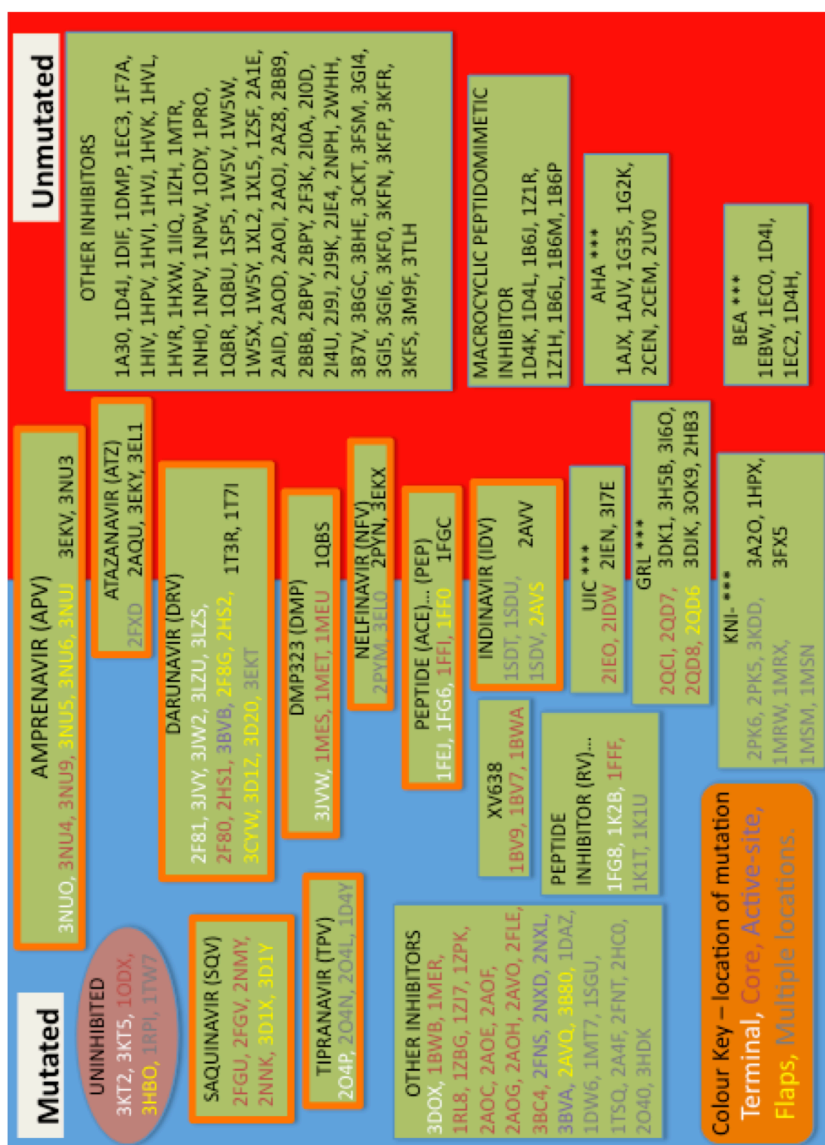 Mutated
Unmutated
UNINHIBITED
3KT2, 3KT5, 1ODX,
3HBO, 1RPI, 1TW7
AMPRENAVIR (APV)
3NUO, 3NU4, 3NU9, 3NU5, 3NU6, 3NUJ
3EKV, 3NU3
ATAZANAVIR (ATZ)
2FXD
2AQU, 3EKY, 3EL1
SAQUINAVIR (SQV)
2FGU, 2FGV, 2NMY,
2NNK, 3D1X, 3D1Y
DARUNAVIR (DRV)
2F81, 3JVY, 3JW2, 3LZU, 3LZS,
2F80, 2HS1, 3BVB, 2F8G, 2HS2,
3CYW, 3D1Z, 3D20, 3EKT
1T3R, 1T7I
TIPRANAVIR (TPV)
2O4P, 2O4N, 2O4L, 1D4Y
DMP323 (DMP)
3JVW, 1MES, 1MET, 1MEU
1QBS
NELFINAVIR (NFV)
2PYM, 3EL0
2PYN, 3EKX
PEPTIDE (ACE)... (PEP)
1FEJ, 1FG6, 1FFI, 1FF0
1FGC
INDINAVIR (IDV)
1SDT, 1SDU,
1SDV, 2AVS
2AVV
OTHER INHIBITORS
3DOX, 1BWB, 1MER,
1RL8, 1ZBG, 1ZJ7, 1ZPK,
2AOC, 2AOE, 2AOF,
2AOG, 2AOH, 2AVO, 2FLE,
3BC4, 2FNS, 2NXD, 2NXL,
3BVA, 2AVQ, 3B80, 1DAZ,
1DW6, 1MT7, 1SGU,
1TSQ, 2A4F, 2FNT, 2HC0,
2O40, 3HDK
XV638
1BV9, 1BV7, 1BWA
PEPTIDE
INHIBITOR (RV)...
1FG8, 1K2B, 1FFF,
1K1T, 1K1U
UIC ***
2IEO, 2IDW
2IEN, 3I7E
GRL ***
2QCI, 2QD7,
2QD8, 2QD6
3DK1, 3H5B, 3I6O,
3DJK, 3OK9, 2HB3
KNI- ***
2PK6, 2PK5, 3KDD,
1MRW, 1MRX,
1MSM, 1MSN
3A2O, 1HPX,
3FX5
Colour Key – location of mutation
Terminal, Core, Active-site,
Flaps, Multiple locations.
OTHER INHIBITORS
1A30, 1D4J, 1DIF, 1DMP, 1EC3, 1F7A,
1HIV, 1HPV, 1HVI, 1HVJ, 1HVK, 1HVL,
1HVR, 1HXW, 1IIQ, 1IZH, 1MTR,
1NH0, 1NPV, 1NPW, 1ODY, 1PRO,
1QBR, 1QBU, 1SP5, 1W5V, 1W5W,
1W5X, 1W5Y, 1XL2, 1XL5, 1ZSF, 2A1E,
2AID, 2AOD, 2AOI, 2AOJ, 2AZ8, 2BB9,
2BBB, 2BPV, 2BPY, 2F3K, 2I0A, 2I0D,
2I4U, 2J9J, 2J9K, 2JE4, 2NPH, 2WHH,
3B7V, 3BGC, 3BHE, 3CKT, 3FSM, 3GI4,
3GI5, 3GI6, 3KF0, 3KFN, 3KFP, 3KFR,
3KFS, 3M9F, 3TLH
MACROCYCLIC PEPTIDOMIMETIC
INHIBITOR
1D4K, 1D4L, 1B6J, 1Z1R,
1Z1H, 1B6L, 1B6M, 1B6P
AHA ***
1AJX, 1AJV, 1G35, 1G2K,
2CEN, 2CEM, 2UY0
BEA ***
1EBW, 1EC0, 1D4I,
1EC2, 1D4H,